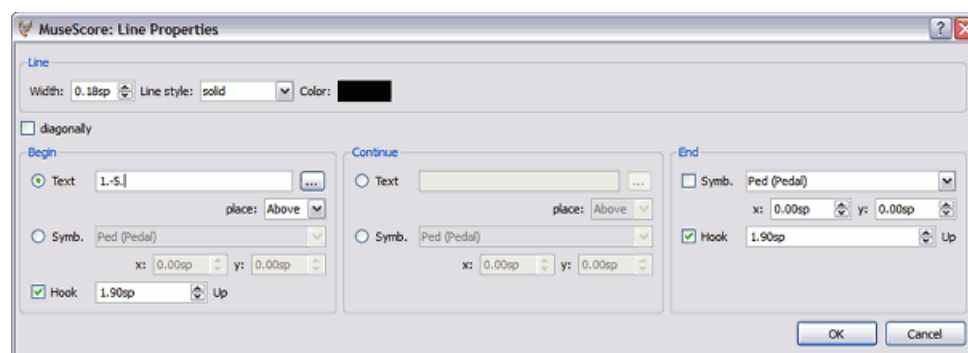 MuseScore: Line Properties
Line
Width: 0.18sp Line style: solid Color:
diagonally
Begin
Text 1.-5.
...
place: Above
Symb. Ped (Pedal)
x: 0.00sp y: 0.00sp
Hook 1.90sp Up
Continue
Text
...
place: Above
Symb. Ped (Pedal)
x: 0.00sp y: 0.00sp
End
Symb. Ped (Pedal)
x: 0.00sp y: 0.00sp
Hook 1.90sp Up
OK Cancel